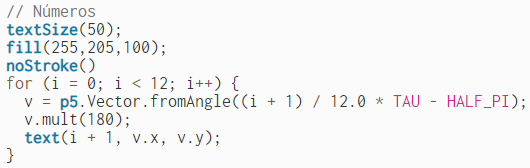 // Números
textSize(50);
fill(255,205,100);
noStroke()
for (i = 0; i < 12; i++) {
  v = p5.Vector.fromAngle((i + 1) / 12.0 * TAU - HALF_PI);
  v.mult(180);
  text(i + 1, v.x, v.y);
}